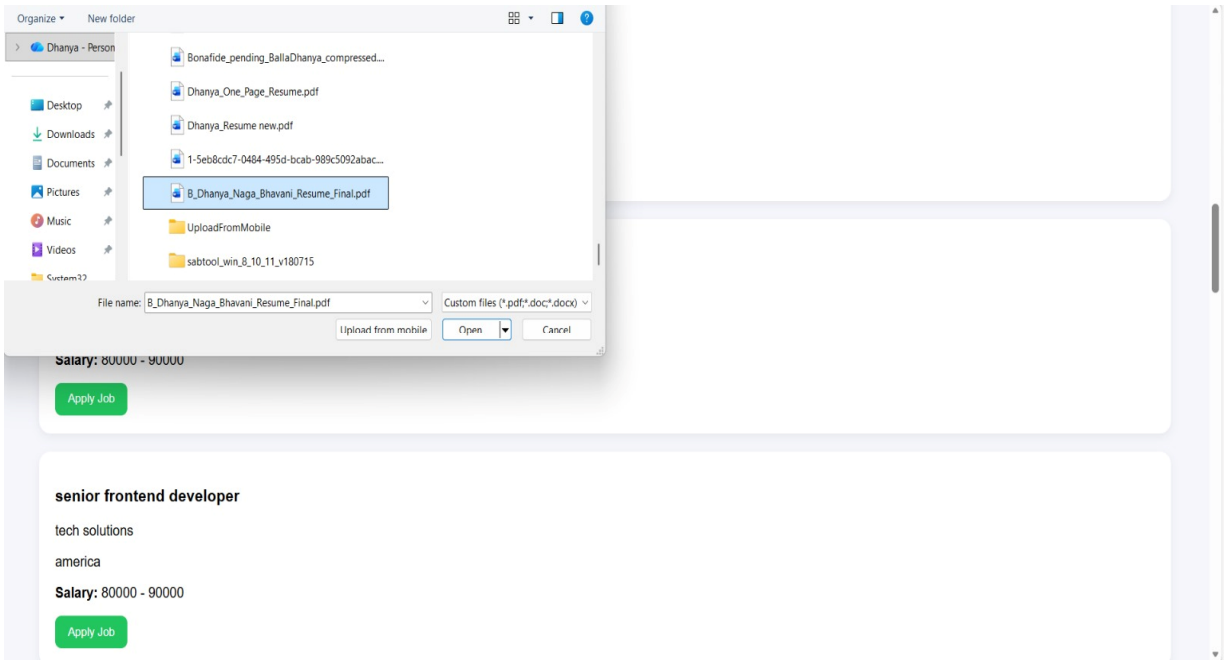 Organize New folder
Dhanya - Person
Desktop
Downloads
Documents
Pictures
Music
Videos
System32
Bonafide_pending_BallaDhanya_compressed....
Dhanya_One_Page_Resume.pdf
Dhanya_Resume new.pdf
1-5eb8cdc7-0484-495d-bcab-989c5092abac...
B_Dhanya_Naga_Bhavani_Resume_Final.pdf
UploadFromMobile
sabtool_win_8_10_11_v180715
File name: B_Dhanya_Naga_Bhavani_Resume_Final.pdf Custom files (*.pdf;*.doc;*.docx)
Upload from mobile Open Cancel
Salary: 80000 - 90000
Apply Job
senior frontend developer
tech solutions
america
Salary: 80000 - 90000
Apply Job